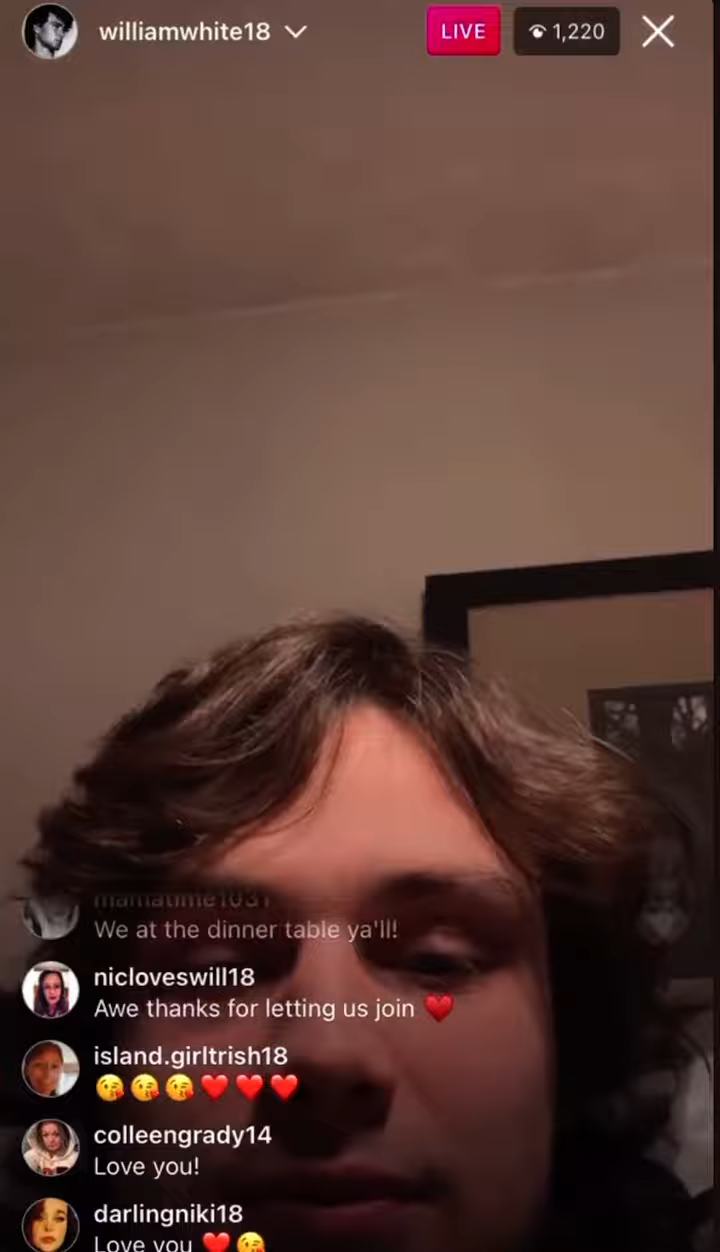 williamwhite18
LIVE
1,220
mamatime1031
We at the dinner table ya'll!
nicloveswill18
Awe thanks for letting us join ❤️
island.girltrish18
😘😘😘❤️❤️❤️
colleengrady14
Love you!
darlingniki18
Love you ❤️😘